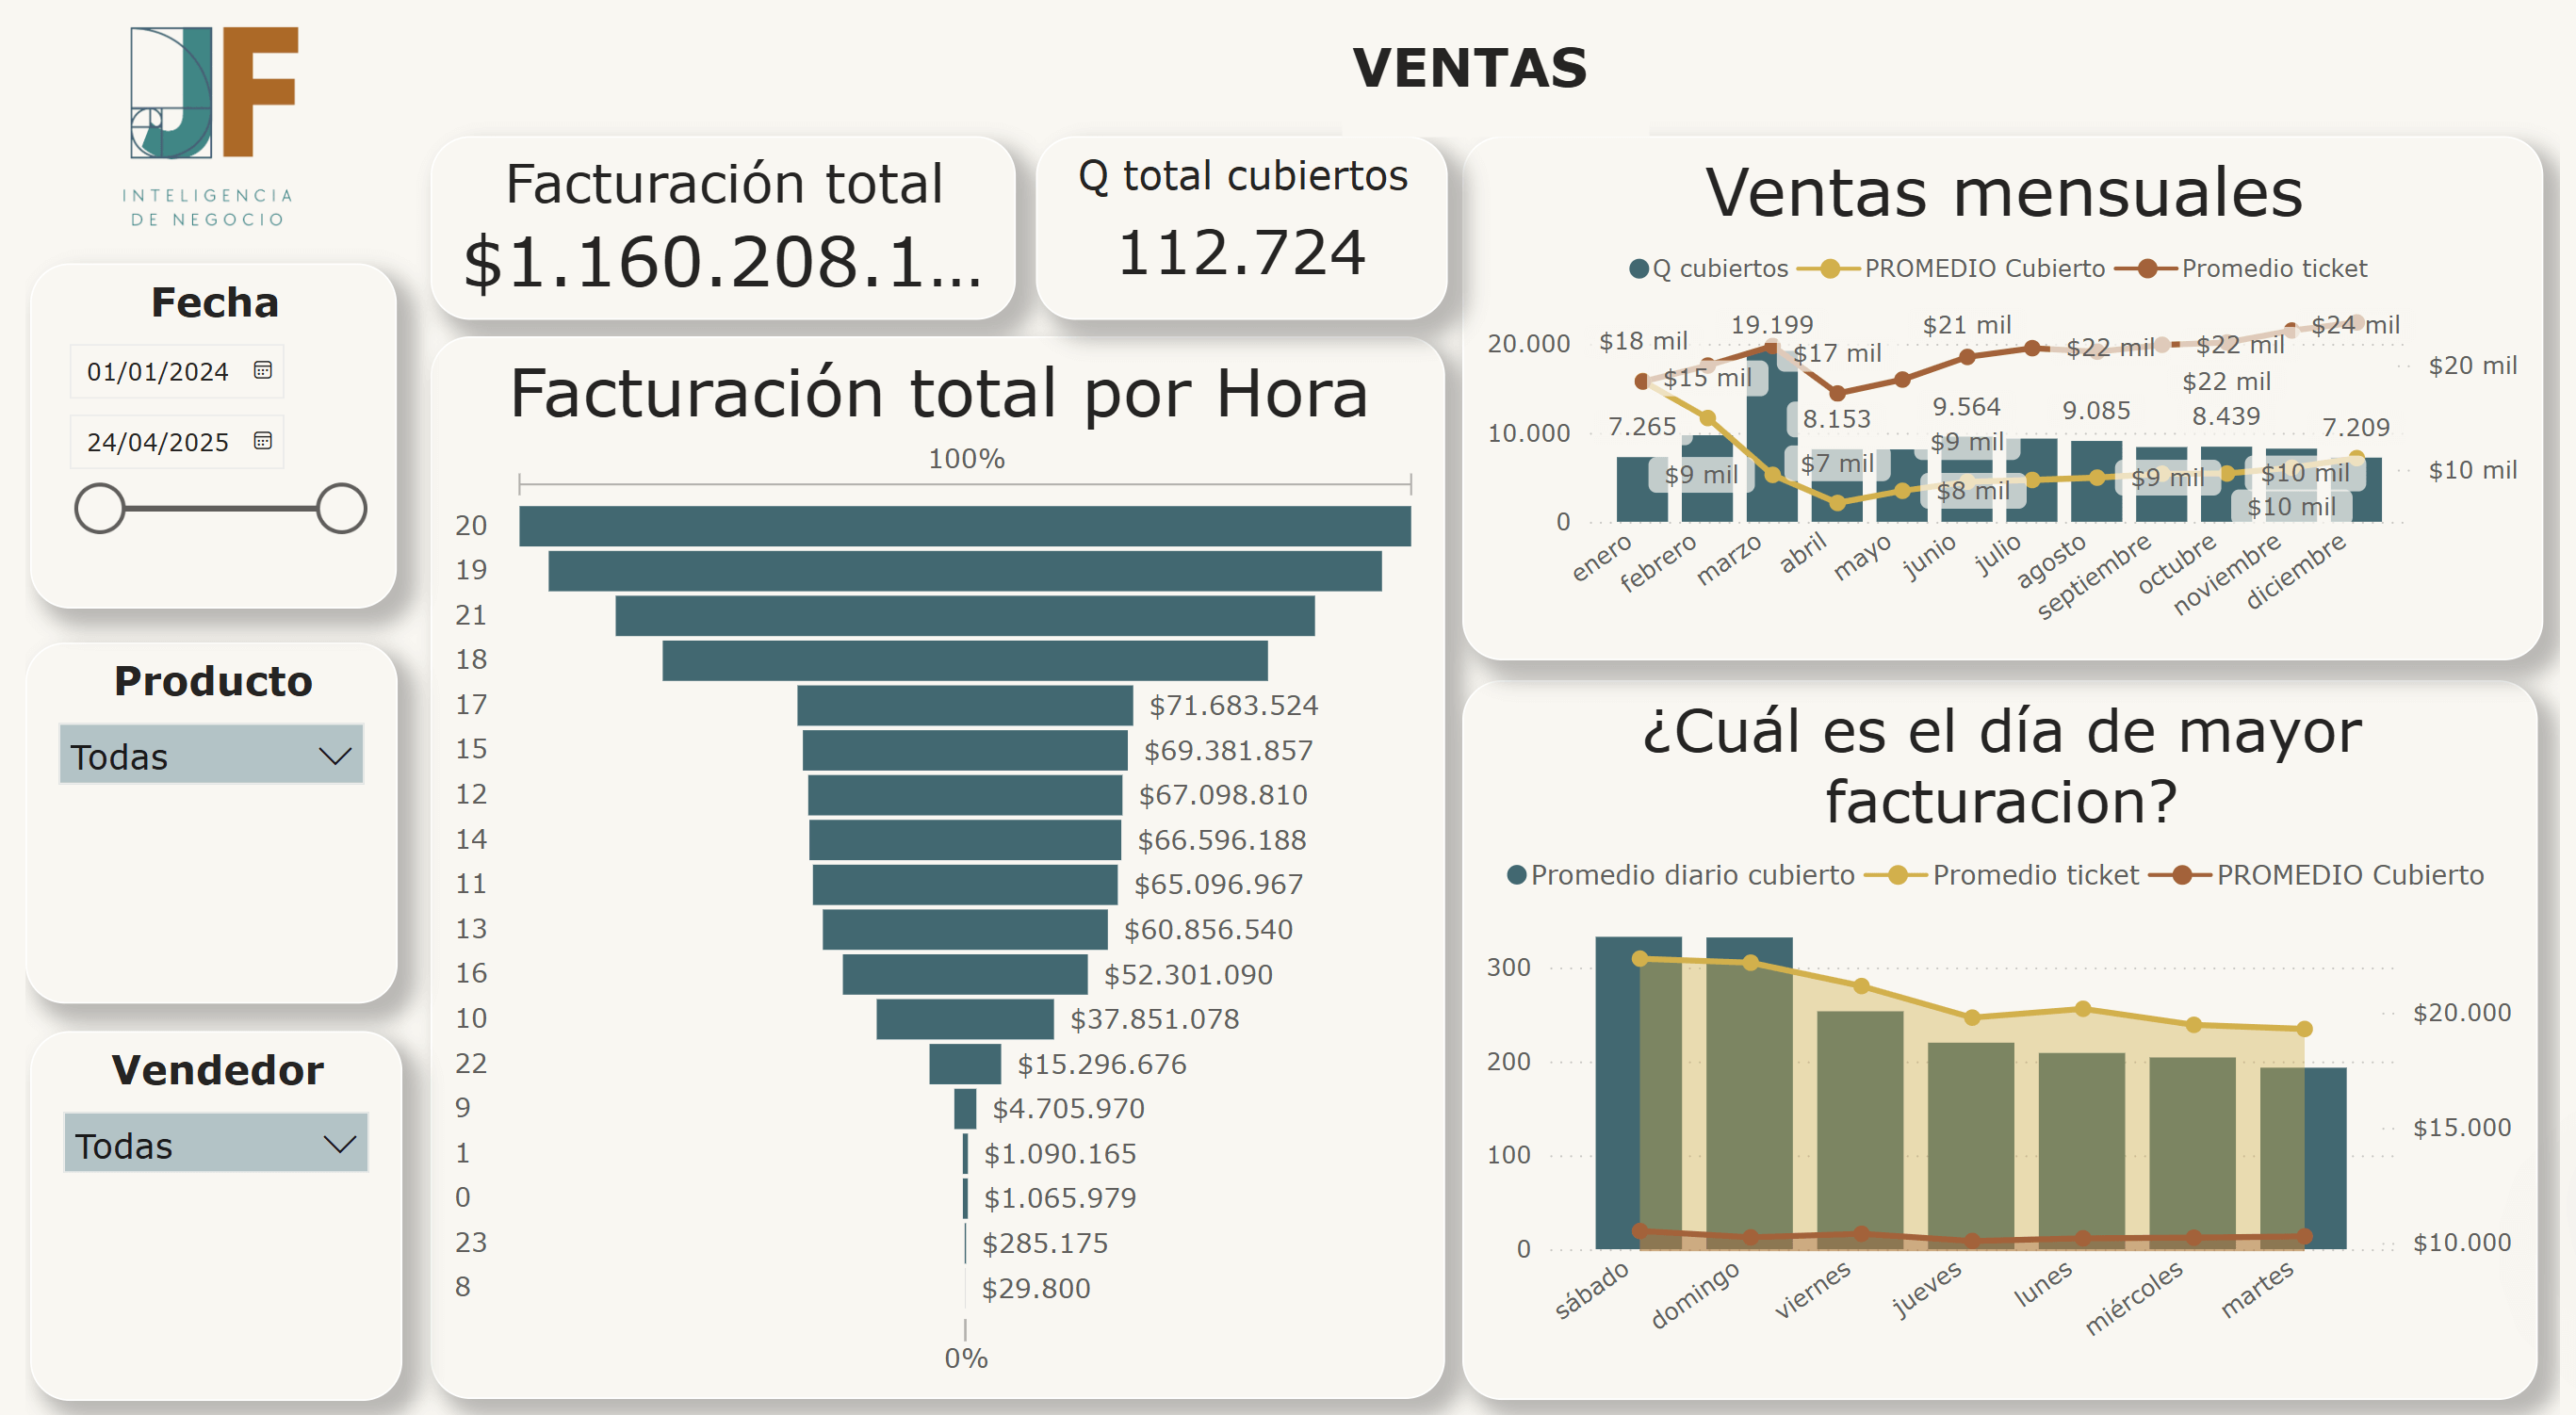 JF
INTELIGENCIA
DE NEGOCIO
VENTAS
Fecha
01/01/2024
24/04/2025
Producto
Todas
Vendedor
Todas
Facturación total
$1.160.208.1...
Q total cubiertos
112.724
Facturación total por Hora
100%
20
19
21
18
17 $71.683.524
15 $69.381.857
12 $67.098.810
14 $66.596.188
11 $65.096.967
13 $60.856.540
16 $52.301.090
10 $37.851.078
22 $15.296.676
9 $4.705.970
1 $1.090.165
0 $1.065.979
23 $285.175
8 $29.800
0%
Ventas mensuales
Q cubiertos PROMEDIO Cubierto Promedio ticket
$18 mil 19.199 $21 mil $24 mil
20.000 $17 mil $22 mil $22 mil
$20 mil
$15 mil $22 mil
7.265 8.153 9.564 9.085 8.439 7.209
10.000 $9 mil
$9 mil $7 mil $8 mil $9 mil $10 mil $10 mil
$10 mil
0
enero febrero marzo abril mayo junio julio agosto septiembre octubre noviembre diciembre
¿Cuál es el día de mayor
facturacion?
Promedio diario cubierto Promedio ticket PROMEDIO Cubierto
300
$20.000
200
$15.000
100
0 $10.000
sábado domingo viernes jueves lunes miércoles martes